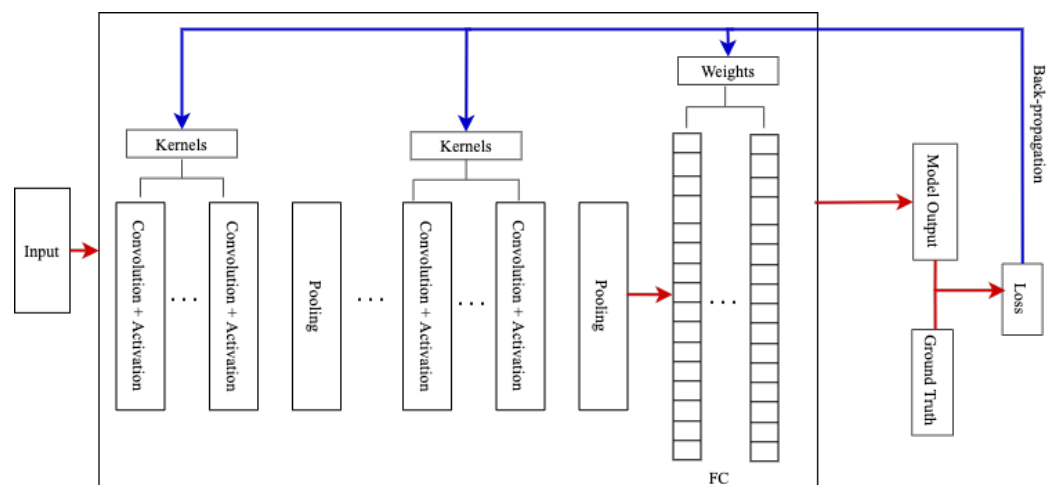 Weights
Back-propagation
Kernels
Kernels
Input
Convolution + Activation
...
Convolution + Activation
Pooling
...
Convolution + Activation
...
Convolution + Activation
Pooling
...
Model Output
Loss
Ground Truth
FC